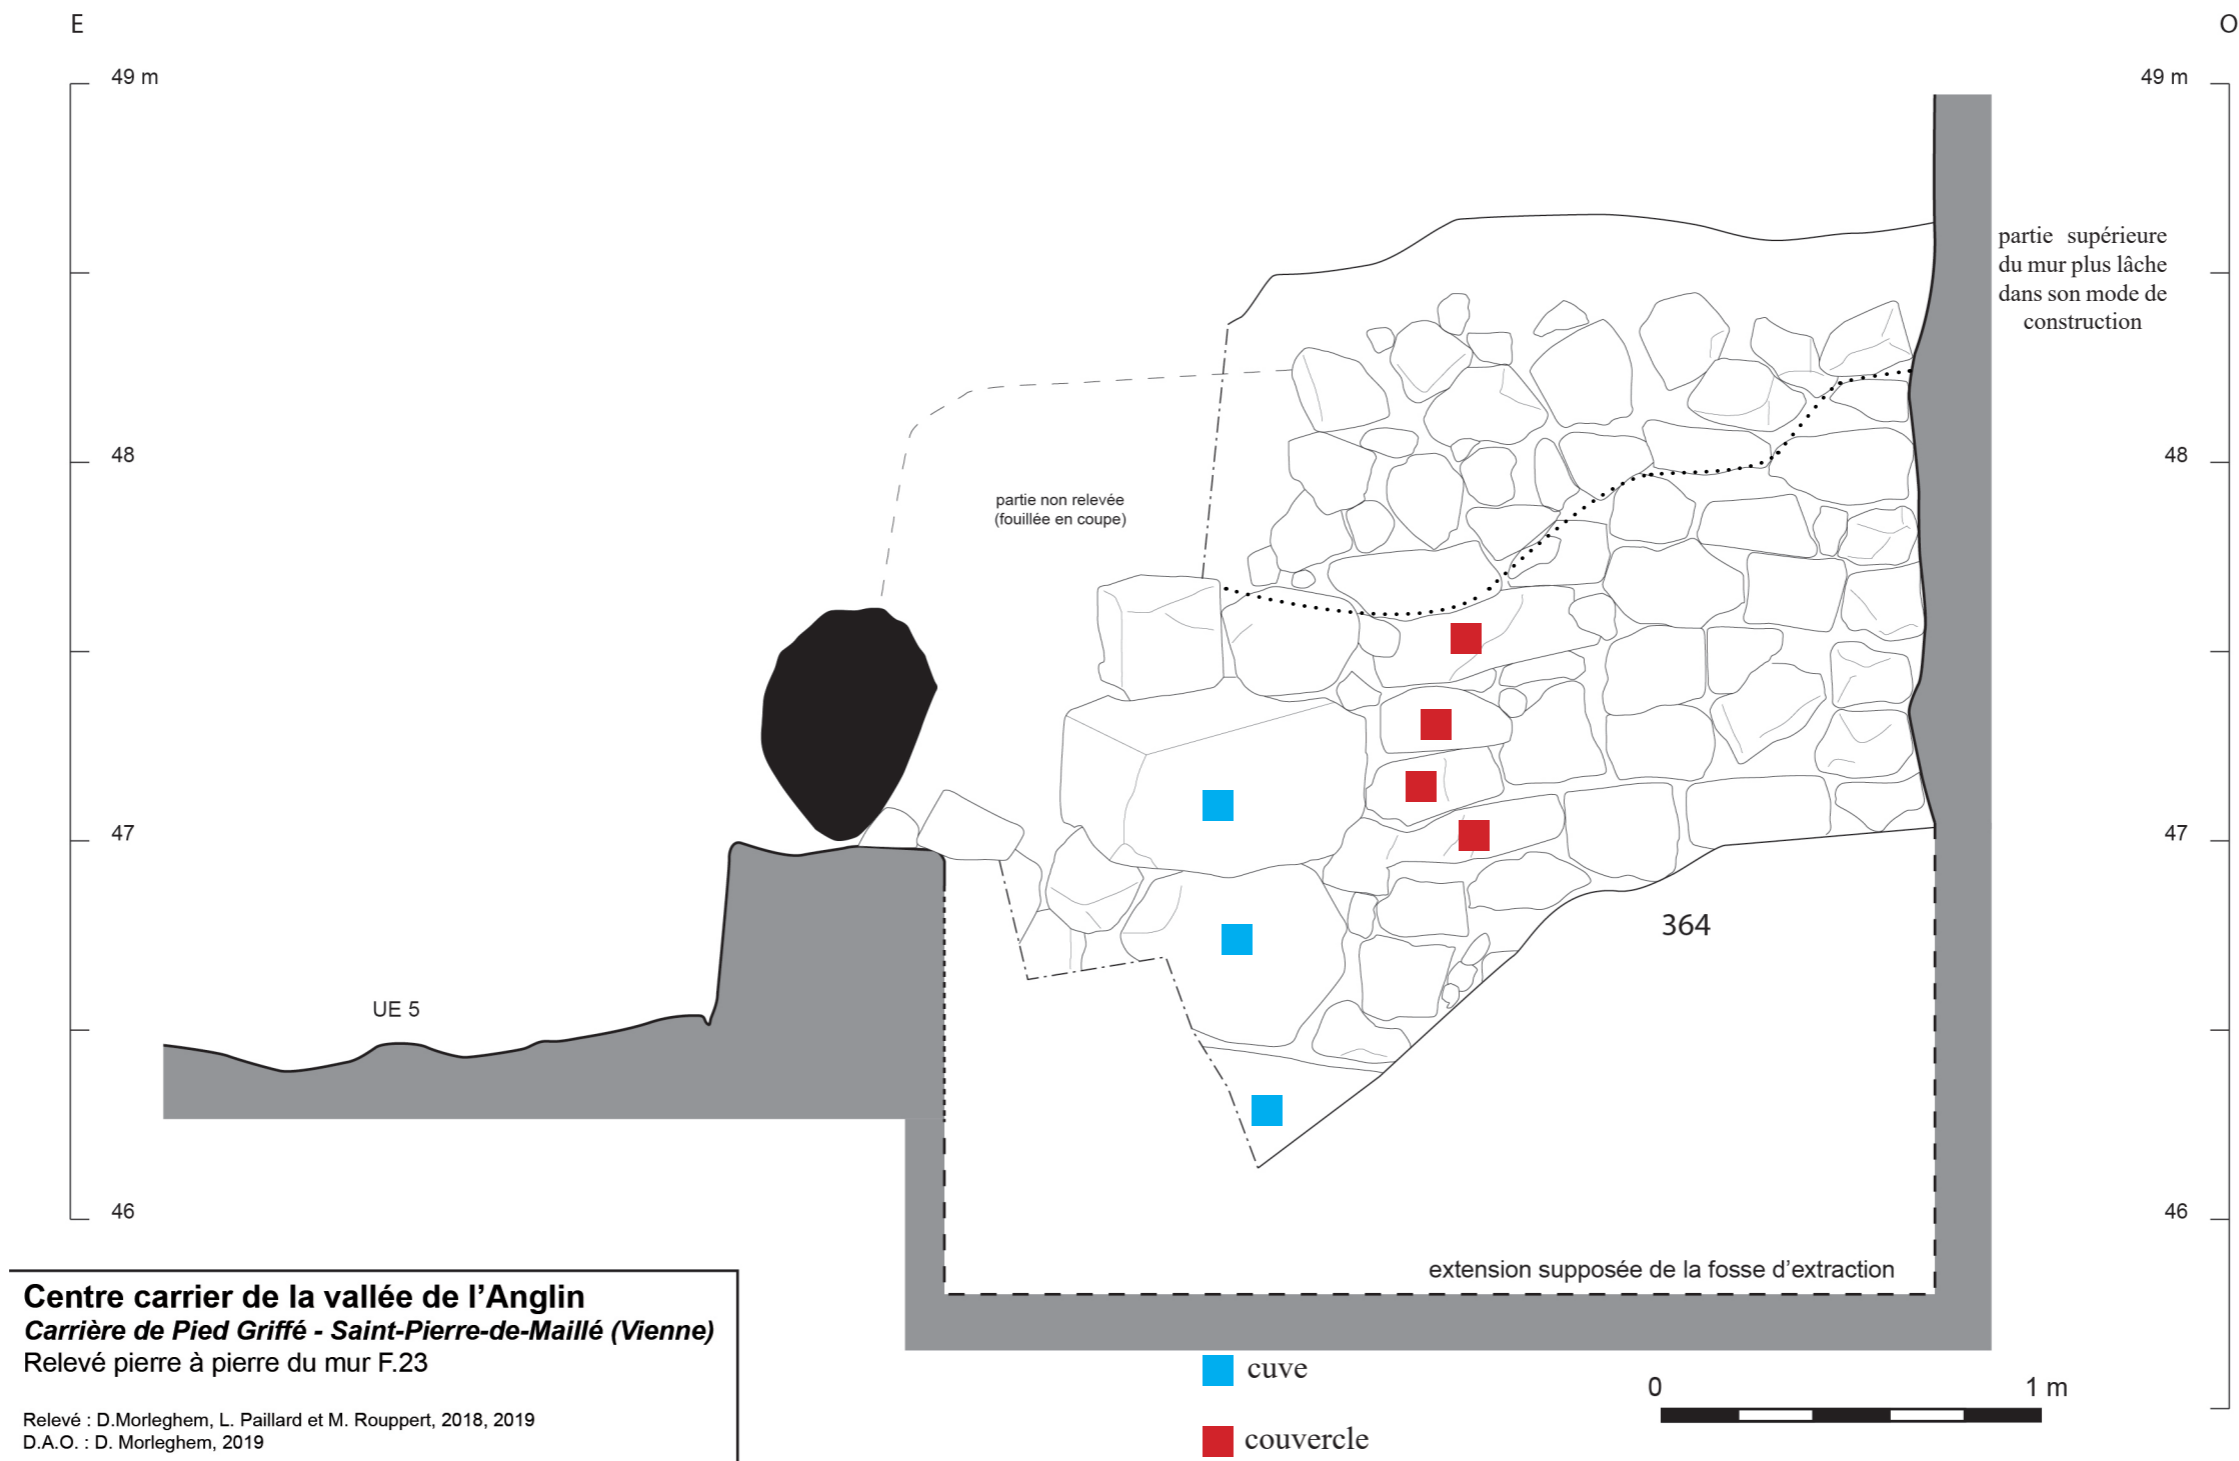 E
O
49 m
49 m
partie supérieure
du mur plus lâche
dans son mode de
construction
48
48
partie non relevée
(fouillée en coupe)
47
47
364
UE 5
46
46
extension supposée de la fosse d'extraction
Centre carrier de la vallée de l'Anglin
Carrière de Pied Griffé - Saint-Pierre-de-Maillé (Vienne)
Relevé pierre à pierre du mur F.23
Relevé : D.Morleghem, L. Paillard et M. Rouppert, 2018, 2019
D.A.O. : D. Morleghem, 2019
cuve
couvercle
0
1 m